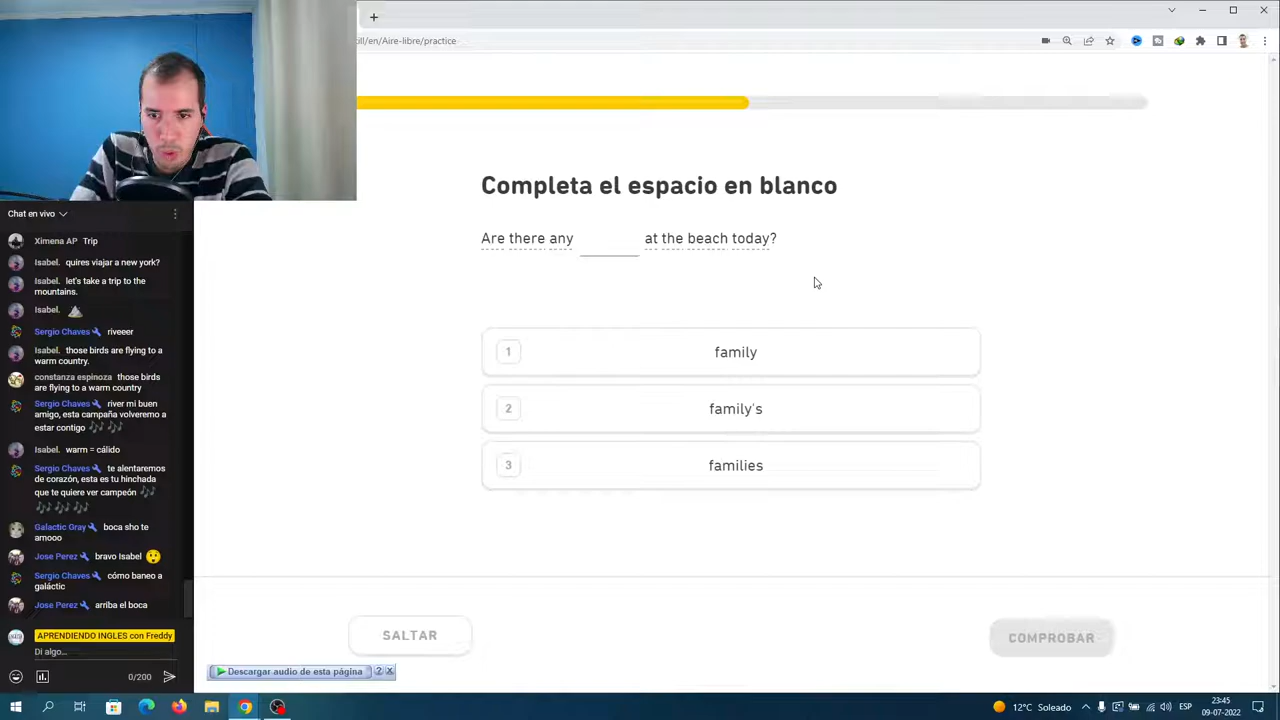 ill/en/Aire-libre/practice
Completa el espacio en blanco
Are there any ______ at the beach today?
1 family
2 family's
3 families
SALTAR
COMPROBAR
Chat en vivo
Ximena AP Trip
Isabel. quires viajar a new york?
Isabel. let's take a trip to the
mountains.
Isabel.
Sergio Chaves riveeer
Isabel. those birds are flying to a
warm country.
constanza espinoza those birds
are flying to a warm country
Sergio Chaves river mi buen
amigo, esta campaña volveremo a
estar contigo
Isabel. warm = cálido
Sergio Chaves te alentaremos
de corazón, esta es tu hinchada
que te quiere ver campeón
Galactic Gray boca sho te
amooo
Jose Perez bravo Isabel
Sergio Chaves cómo baneo a
galáctic
Jose Perez arriba el boca
APRENDIENDO INGLES con Freddy
Di algo...
0/200
Descargar audio de esta página ?
12°C Soleado
ESP
23:45
09-07-2022